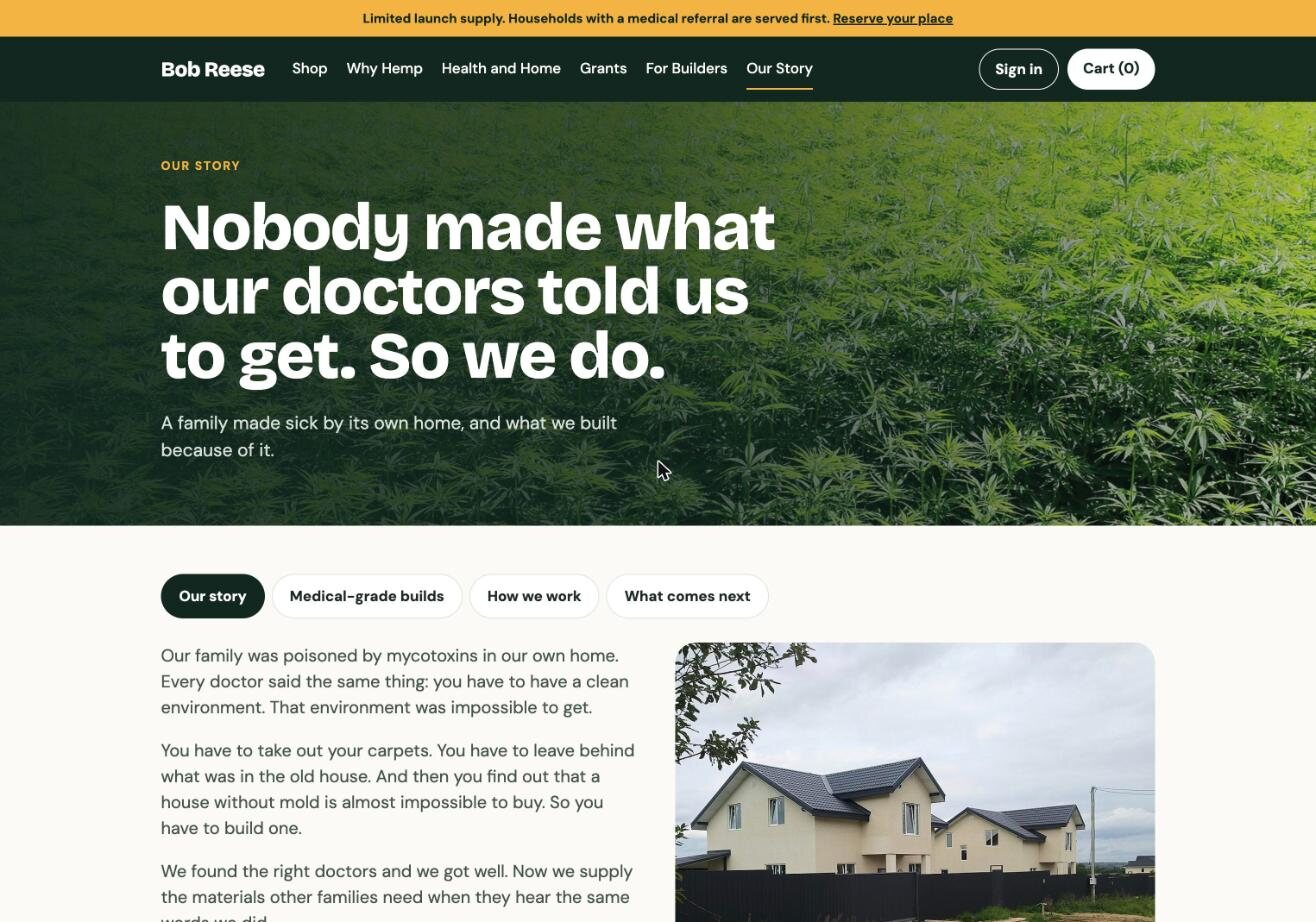 Limited launch supply. Households with a medical referral are served first. Reserve your place
Bob Reese
Shop
Why Hemp
Health and Home
Grants
For Builders
Our Story
Sign in
Cart (0)
OUR STORY
Nobody made what
our doctors told us
to get. So we do.
A family made sick by its own home, and what we built
because of it.
Our story
Medical-grade builds
How we work
What comes next
Our family was poisoned by mycotoxins in our own home.
Every doctor said the same thing: you have to have a clean
environment. That environment was impossible to get.
You have to take out your carpets. You have to leave behind
what was in the old house. And then you find out that a
house without mold is almost impossible to buy. So you
have to build one.
We found the right doctors and we got well. Now we supply
the materials other families need when they hear the same
words we did